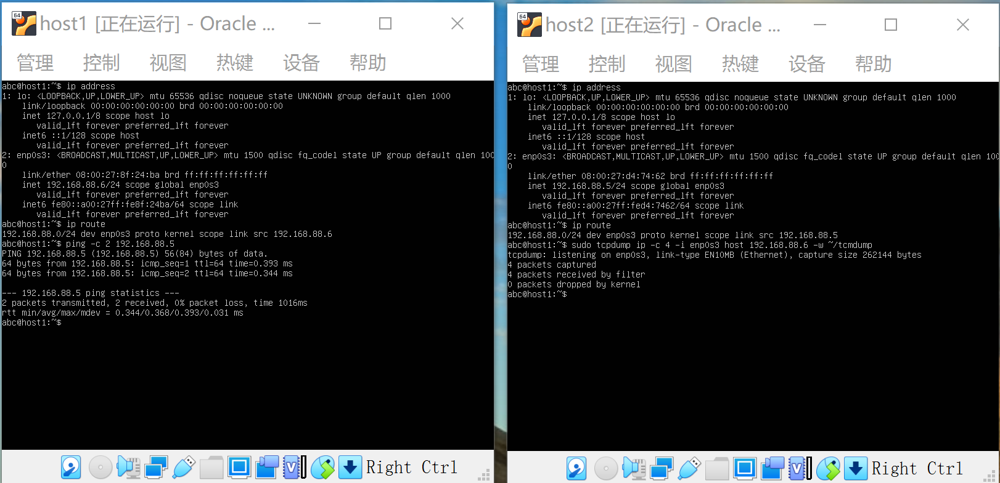 64
host1 [正在运行] - Oracle ...
管理 控制 视图 热键 设备 帮助
abc@host1:~$ ip address
1: lo: <LOOPBACK,UP,LOWER_UP> mtu 65536 qdisc noqueue state UNKNOWN group default qlen 1000
link/loopback 00:00:00:00:00:00 brd 00:00:00:00:00:00
inet 127.0.0.1/8 scope host lo
valid_lft forever preferred_lft forever
inet6 ::1/128 scope host
valid_lft forever preferred_lft forever
2: enp0s3: <BROADCAST,MULTICAST,UP,LOWER_UP> mtu 1500 qdisc fq_codel state UP group default qlen 100
0
link/ether 08:00:27:8f:24:ba brd ff:ff:ff:ff:ff:ff
inet 192.168.88.6/24 scope global enp0s3
valid_lft forever preferred_lft forever
inet6 fe80::a00:27ff:fe8f:24ba/64 scope link
valid_lft forever preferred_lft forever
abc@host1:~$ ip route
192.168.88.0/24 dev enp0s3 proto kernel scope link src 192.168.88.6
abc@host1:~$ ping -c 2 192.168.88.5
PING 192.168.88.5 (192.168.88.5) 56(84) bytes of data.
64 bytes from 192.168.88.5: icmp_seq=1 ttl=64 time=0.393 ms
64 bytes from 192.168.88.5: icmp_seq=2 ttl=64 time=0.344 ms
--- 192.168.88.5 ping statistics ---
2 packets transmitted, 2 received, 0% packet loss, time 1016ms
rtt min/avg/max/mdev = 0.344/0.368/0.393/0.031 ms
abc@host1:~$
V
Right Ctrl
64
host2 [正在运行] - Oracle ...
管理 控制 视图 热键 设备 帮助
abc@host1:~$ ip address
1: lo: <LOOPBACK,UP,LOWER_UP> mtu 65536 qdisc noqueue state UNKNOWN group default qlen 1000
link/loopback 00:00:00:00:00:00 brd 00:00:00:00:00:00
inet 127.0.0.1/8 scope host lo
valid_lft forever preferred_lft forever
inet6 ::1/128 scope host
valid_lft forever preferred_lft forever
2: enp0s3: <BROADCAST,MULTICAST,UP,LOWER_UP> mtu 1500 qdisc fq_codel state UP group default qlen 100
0
link/ether 08:00:27:d4:74:62 brd ff:ff:ff:ff:ff:ff
inet 192.168.88.5/24 scope global enp0s3
valid_lft forever preferred_lft forever
inet6 fe80::a00:27ff:fed4:7462/64 scope link
valid_lft forever preferred_lft forever
abc@host1:~$ ip route
192.168.88.0/24 dev enp0s3 proto kernel scope link src 192.168.88.5
abc@host1:~$ sudo tcpdump ip -c 4 -i enp0s3 host 192.168.88.6 -w ~/tcmdump
tcpdump: listening on enp0s3, link-type EN10MB (Ethernet), capture size 262144 bytes
4 packets captured
4 packets received by filter
0 packets dropped by kernel
abc@host1:~$
V
Right Ctrl